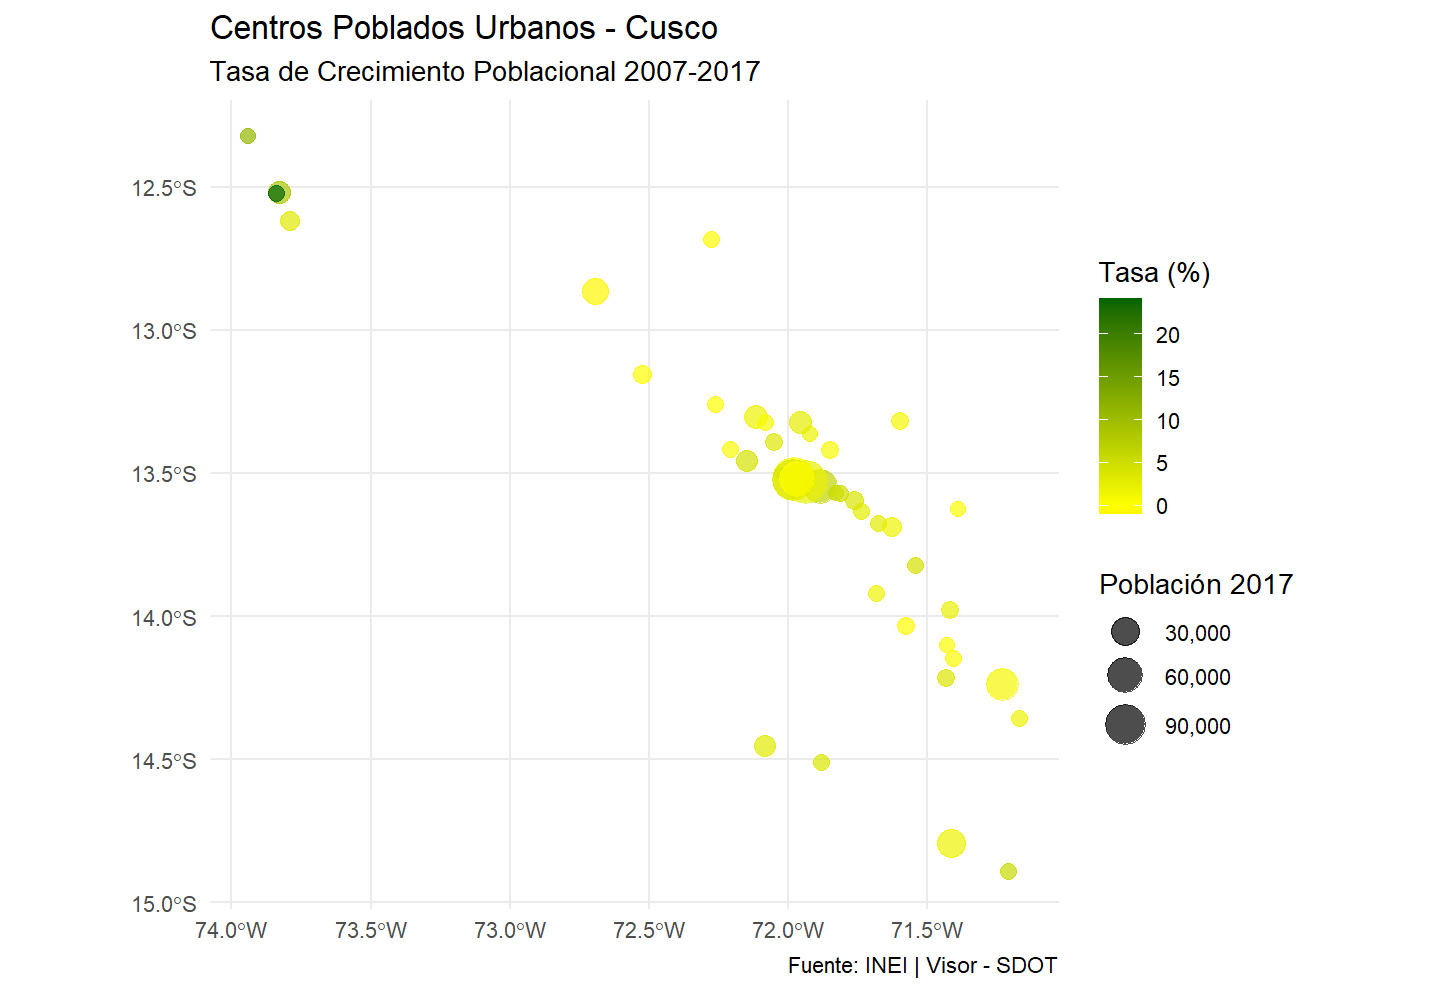 Centros Poblados Urbanos - Cusco
Tasa de Crecimiento Poblacional 2007-2017
12.5°S
13.0°S
13.5°S
14.0°S
14.5°S
15.0°S
74.0°W 73.5°W 73.0°W 72.5°W 72.0°W 71.5°W
Tasa (%)
20
15
10
5
0
Población 2017
30,000
60,000
90,000
Fuente: INEI | Visor - SDOT